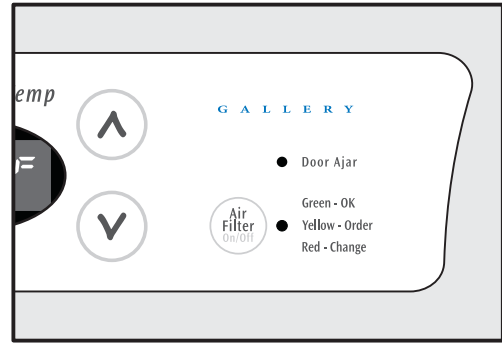 emp
GALLERY
Door Ajar
Air
Filter
On/Off
Green - OK
Yellow - Order
Red - Change